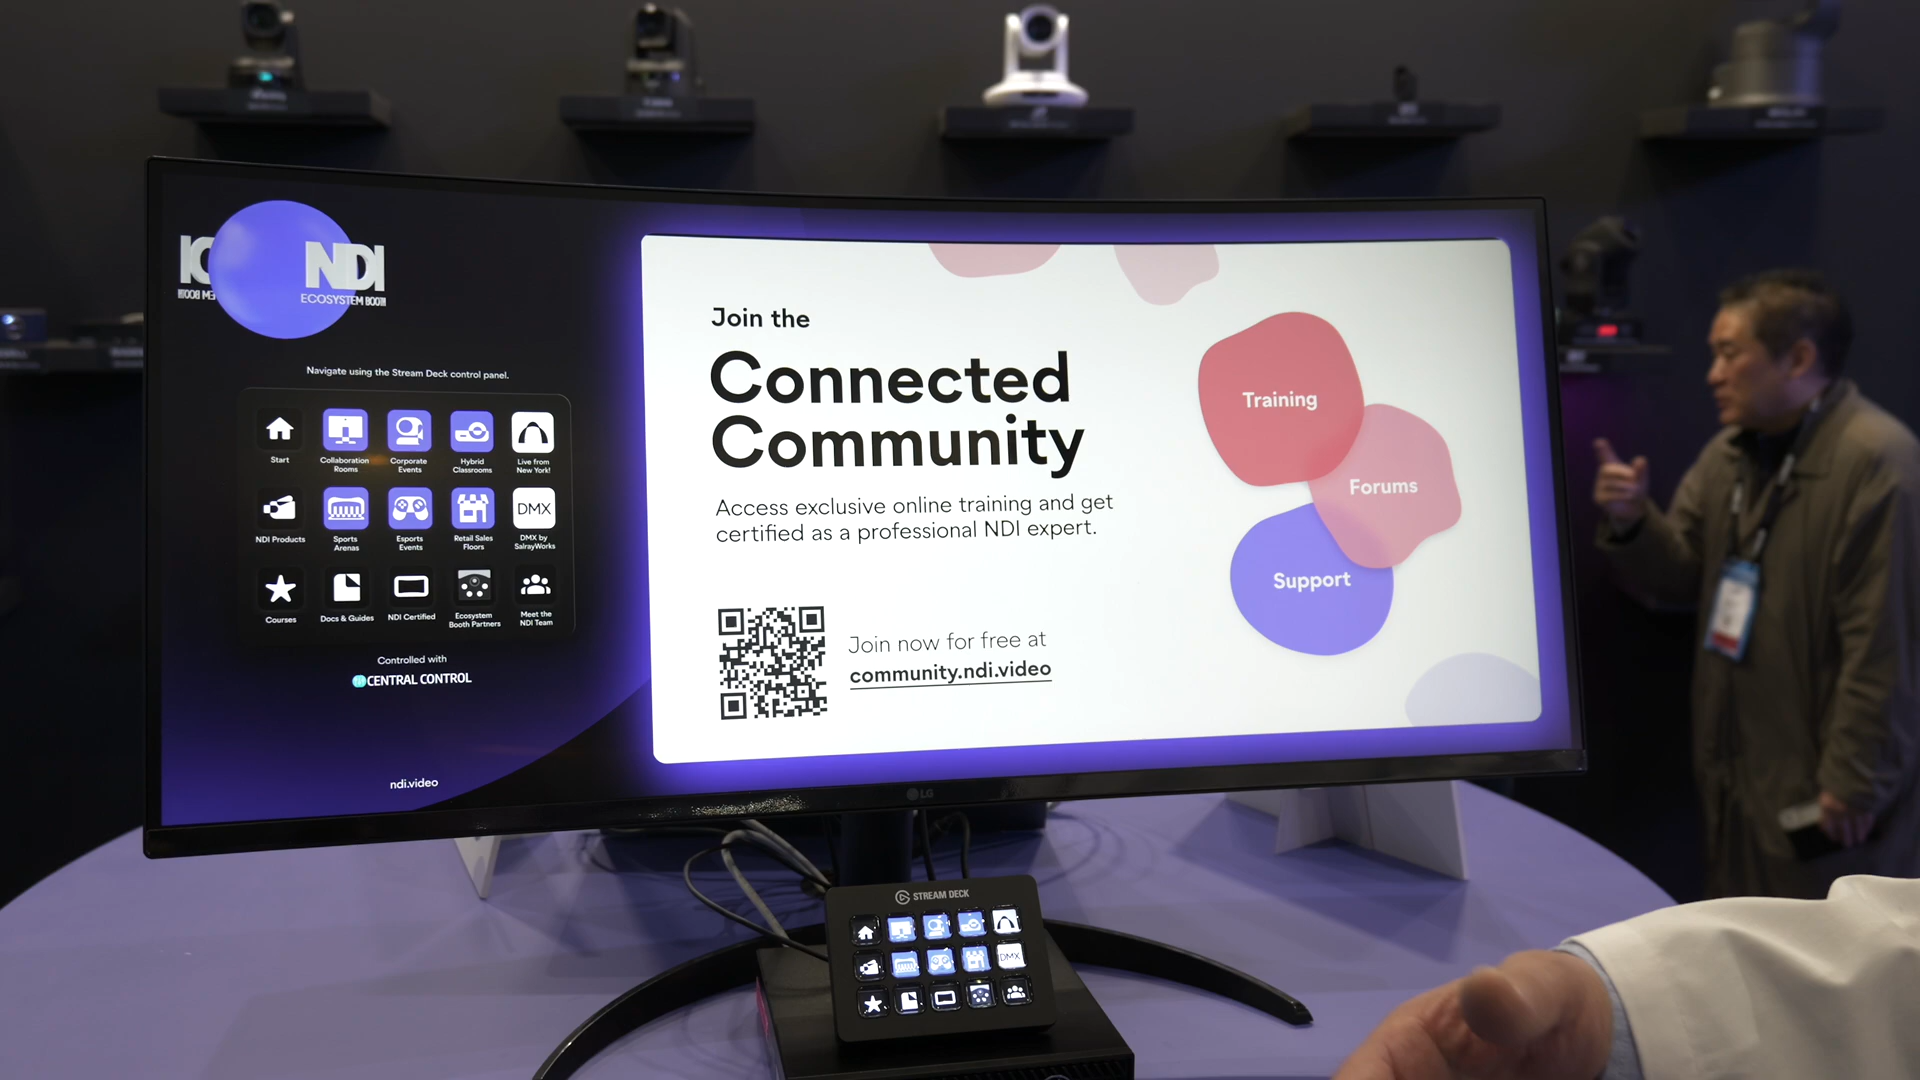 NDI
ECOSYSTEM BOOTH
Navigate using the Stream Deck control panel.
Start
Collaboration
Rooms
Corporate
Events
Hybrid
Classrooms
Live from
New York!
NDI Products
Sports
Arenas
Esports
Events
Retail Sales
Floors
DMX
DMX by
SalrayWorks
Courses
Docs & Guides
NDI Certified
Ecosystem
Booth Partners
Meet the
NDI Team
Controlled with
CENTRAL CONTROL
ndi.video
Join the
Connected
Community
Access exclusive online training and get
certified as a professional NDI expert.
Join now for free at
community.ndi.video
Training
Forums
Support
LG
STREAM DECK
DMX